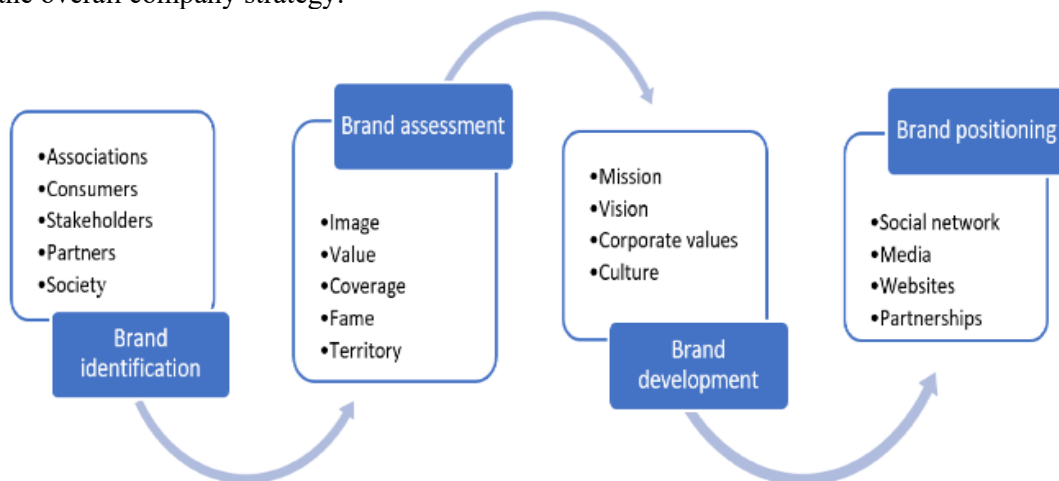 the overall company strategy.
•Associations
•Consumers
•Stakeholders
•Partners
•Society
Brand
identification
Brand assessment
•Image
•Value
•Coverage
•Fame
•Territory
•Mission
•Vision
•Corporate values
•Culture
Brand
development
Brand positioning
•Social network
•Media
•Websites
•Partnerships